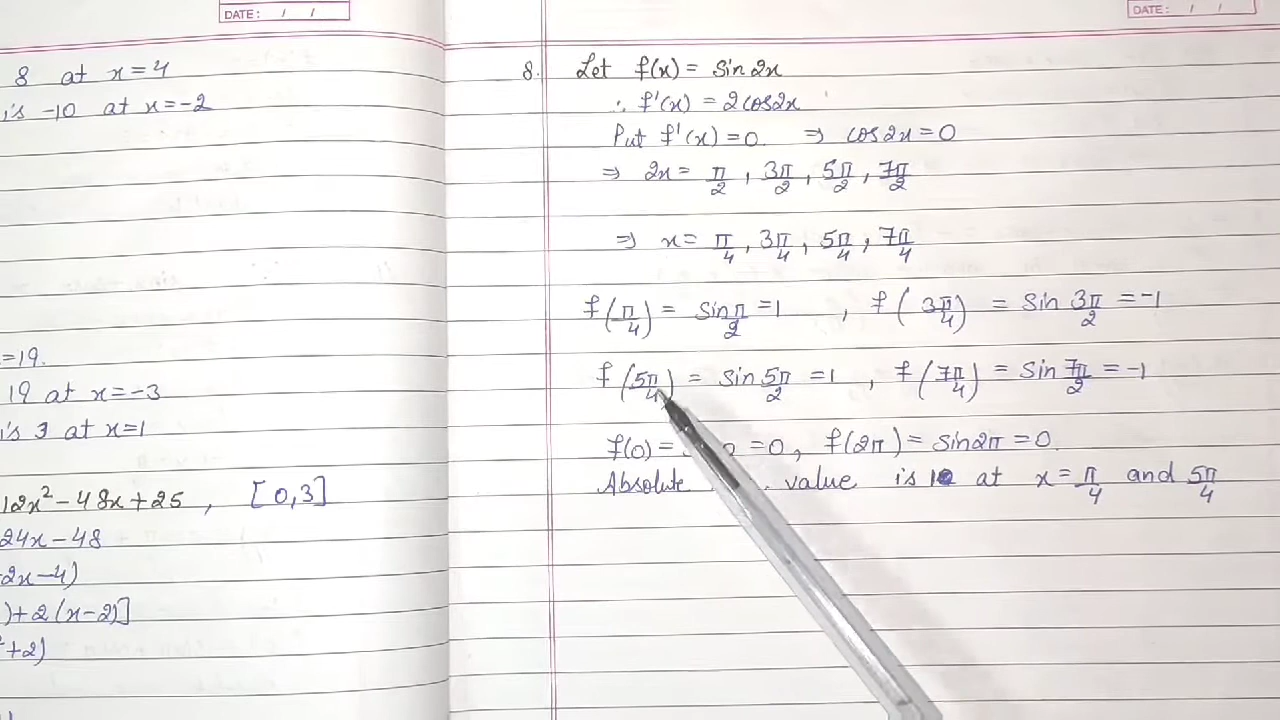 DATE: / /
8 at x=4
is -10 at x=-2
=19.
19 at x=-3
is 3 at x=1
12x²-48x+25 , [0,3]
24x-48
2x-4)
)+2(x-2)]
²+2)
DATE: / /
8. Let f(x) = sin2x
∴ f'(x) = 2cos2x
Put f'(x)=0. ⇒ cos2x=0
⇒ 2x= π/2, 3π/2, 5π/2, 7π/2
⇒ x= π/4, 3π/4, 5π/4, 7π/4
f(π/4) = sin π/2 =1 , f(3π/4) = sin 3π/2 = -1
f(5π/4) = sin 5π/2 =1 , f(7π/4) = sin 7π/2 = -1
f(0)= =0, f(2π) = sin2π =0.
Absolute value is 1 at x= π/4 and 5π/4